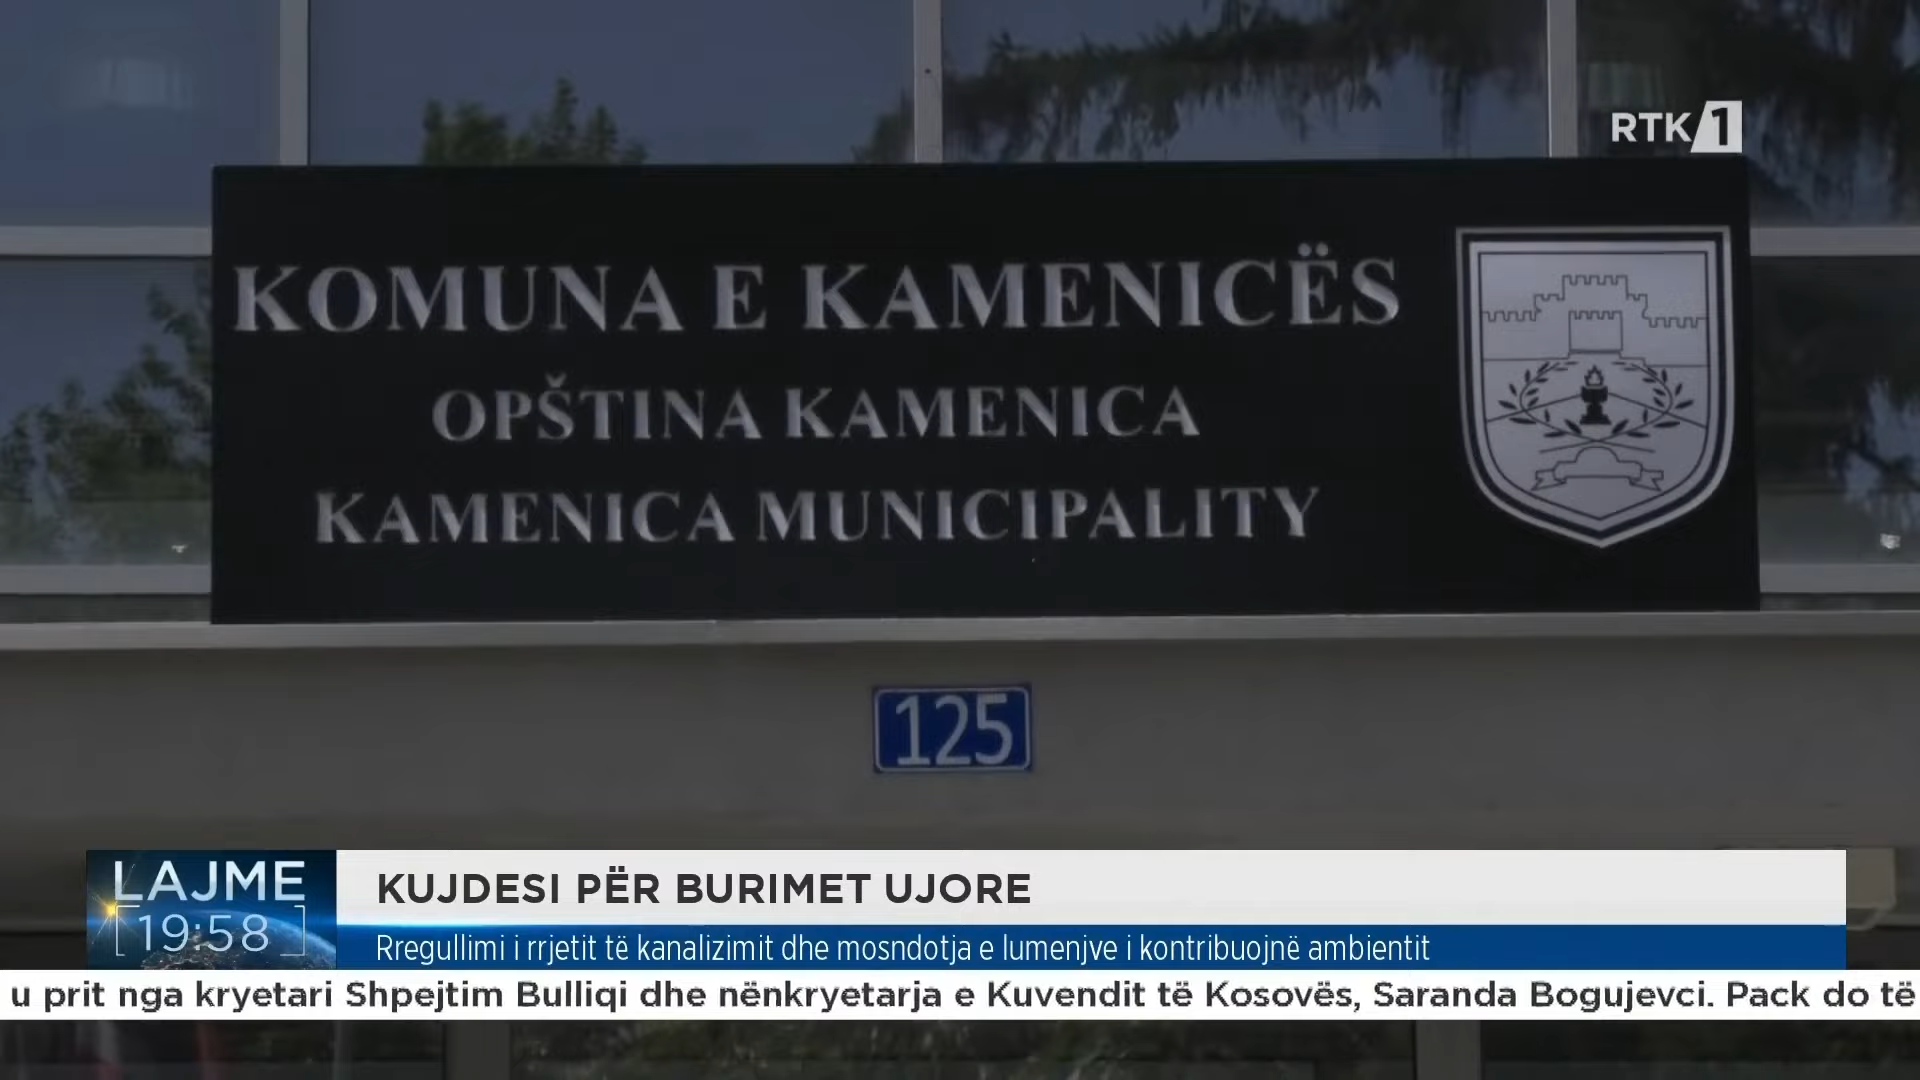 RTK 1
KOMUNA E KAMENICËS
OPŠTINA KAMENICA
KAMENICA MUNICIPALITY
125
LAJME
19:58
KUJDESI PËR BURIMET UJORE
Rregullimi i rrjetit të kanalizimit dhe mosndotja e lumenjve i kontribuojnë ambientit
u prit nga kryetari Shpejtim Bulliqi dhe nënkryetarja e Kuvendit të Kosovës, Saranda Bogujevci. Pack do të